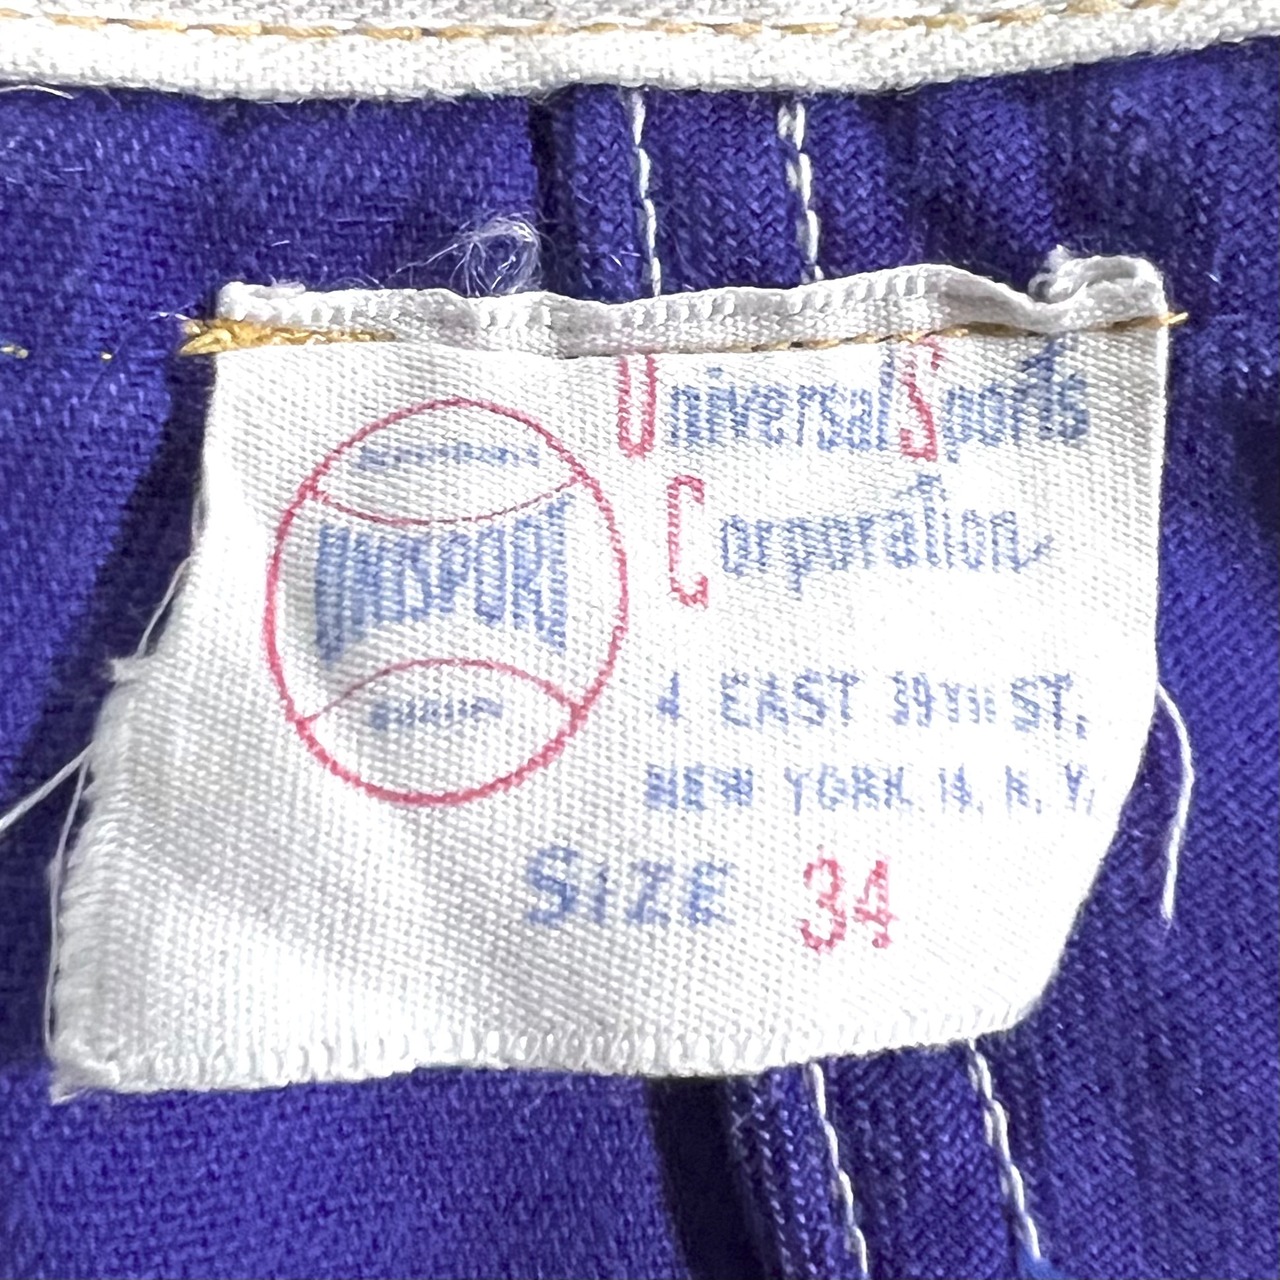 Universal Sports
Corporation
UNISPORT
4 EAST 39TH ST.
NEW YORK 16, N. Y.
SIZE 34